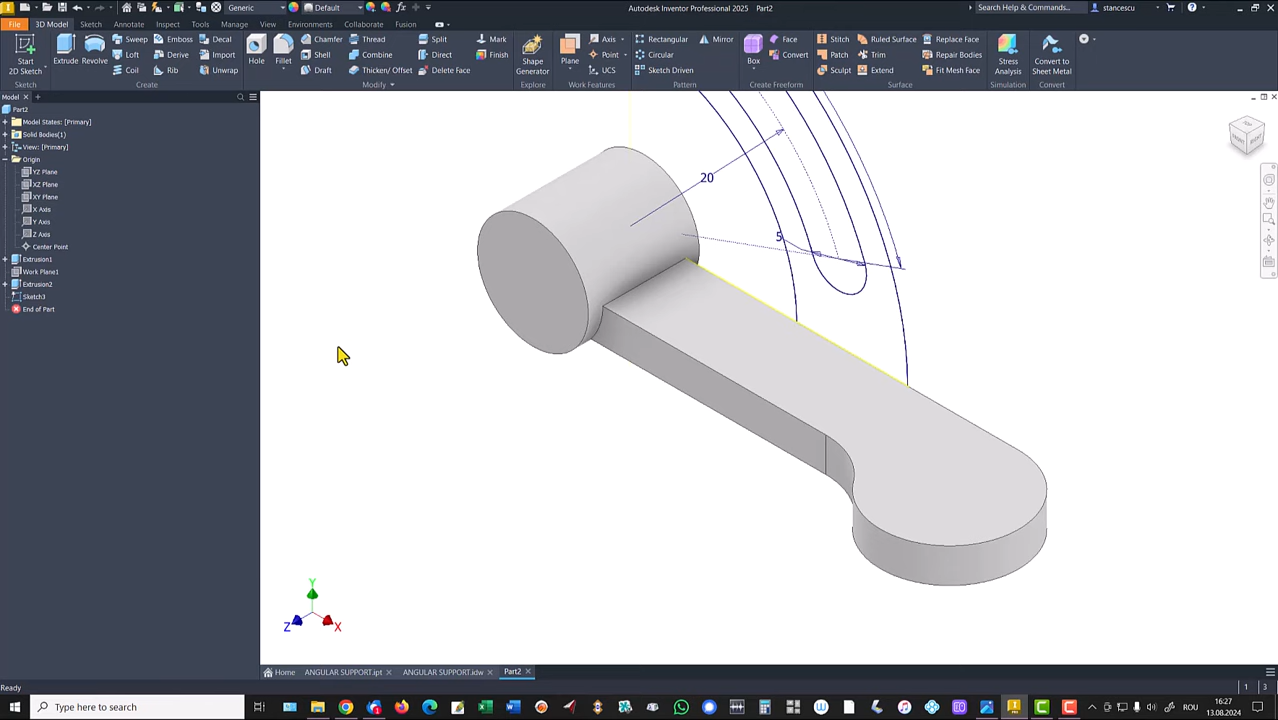 Generic
Default
Autodesk Inventor Professional 2025 Part2
Search Help & Commands...
stancescu
File 3D Model Sketch Annotate Inspect Tools Manage View Environments Collaborate Fusion
Start
2D Sketch
Extrude
Revolve
Sweep Emboss Decal
Loft Derive Import
Coil Rib Unwrap
Hole
Fillet
Chamfer Thread Split Mark
Shell Combine Direct Finish
Draft Thicken/ Offset Delete Face
Shape
Generator
Plane
Axis
Point
UCS
Rectangular Mirror
Circular
Sketch Driven
Box
Face
Convert
Stitch Ruled Surface Replace Face
Patch Trim Repair Bodies
Sculpt Extend Fit Mesh Face
Stress
Analysis
Convert to
Sheet Metal
Sketch Create Modify Explore Work Features Pattern Create Freeform Surface Simulation Convert
Model
Part2
Model States: [Primary]
Solid Bodies(1)
View: [Primary]
Origin
YZ Plane
XZ Plane
XY Plane
X Axis
Y Axis
Z Axis
Center Point
Extrusion1
Work Plane1
Extrusion2
Sketch3
End of Part
20
5
TOP
FRONT
RIGHT
Y
Z
X
Home ANGULAR SUPPORT.ipt ANGULAR SUPPORT.idw Part2
Ready
1 3
Type here to search
ROU
16:27
13.08.2024